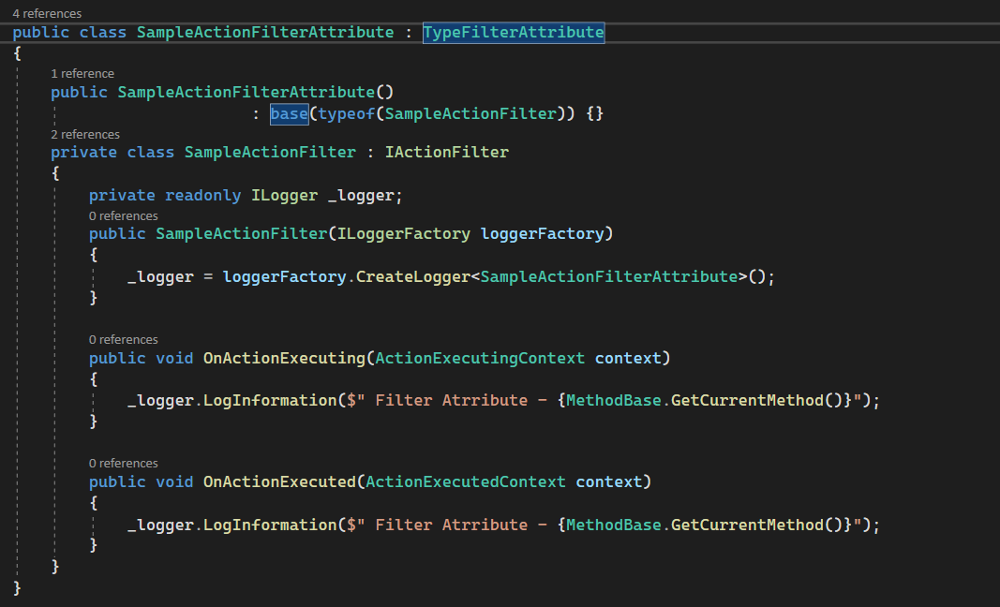 4 references
public class SampleActionFilterAttribute : TypeFilterAttribute
{
1 reference
public SampleActionFilterAttribute()
: base(typeof(SampleActionFilter)) {}
2 references
private class SampleActionFilter : IActionFilter
{
private readonly ILogger _logger;
0 references
public SampleActionFilter(ILoggerFactory loggerFactory)
{
_logger = loggerFactory.CreateLogger<SampleActionFilterAttribute>();
}
0 references
public void OnActionExecuting(ActionExecutingContext context)
{
_logger.LogInformation($" Filter Atrribute - {MethodBase.GetCurrentMethod()}");
}
0 references
public void OnActionExecuted(ActionExecutedContext context)
{
_logger.LogInformation($" Filter Atrribute - {MethodBase.GetCurrentMethod()}");
}
}
}